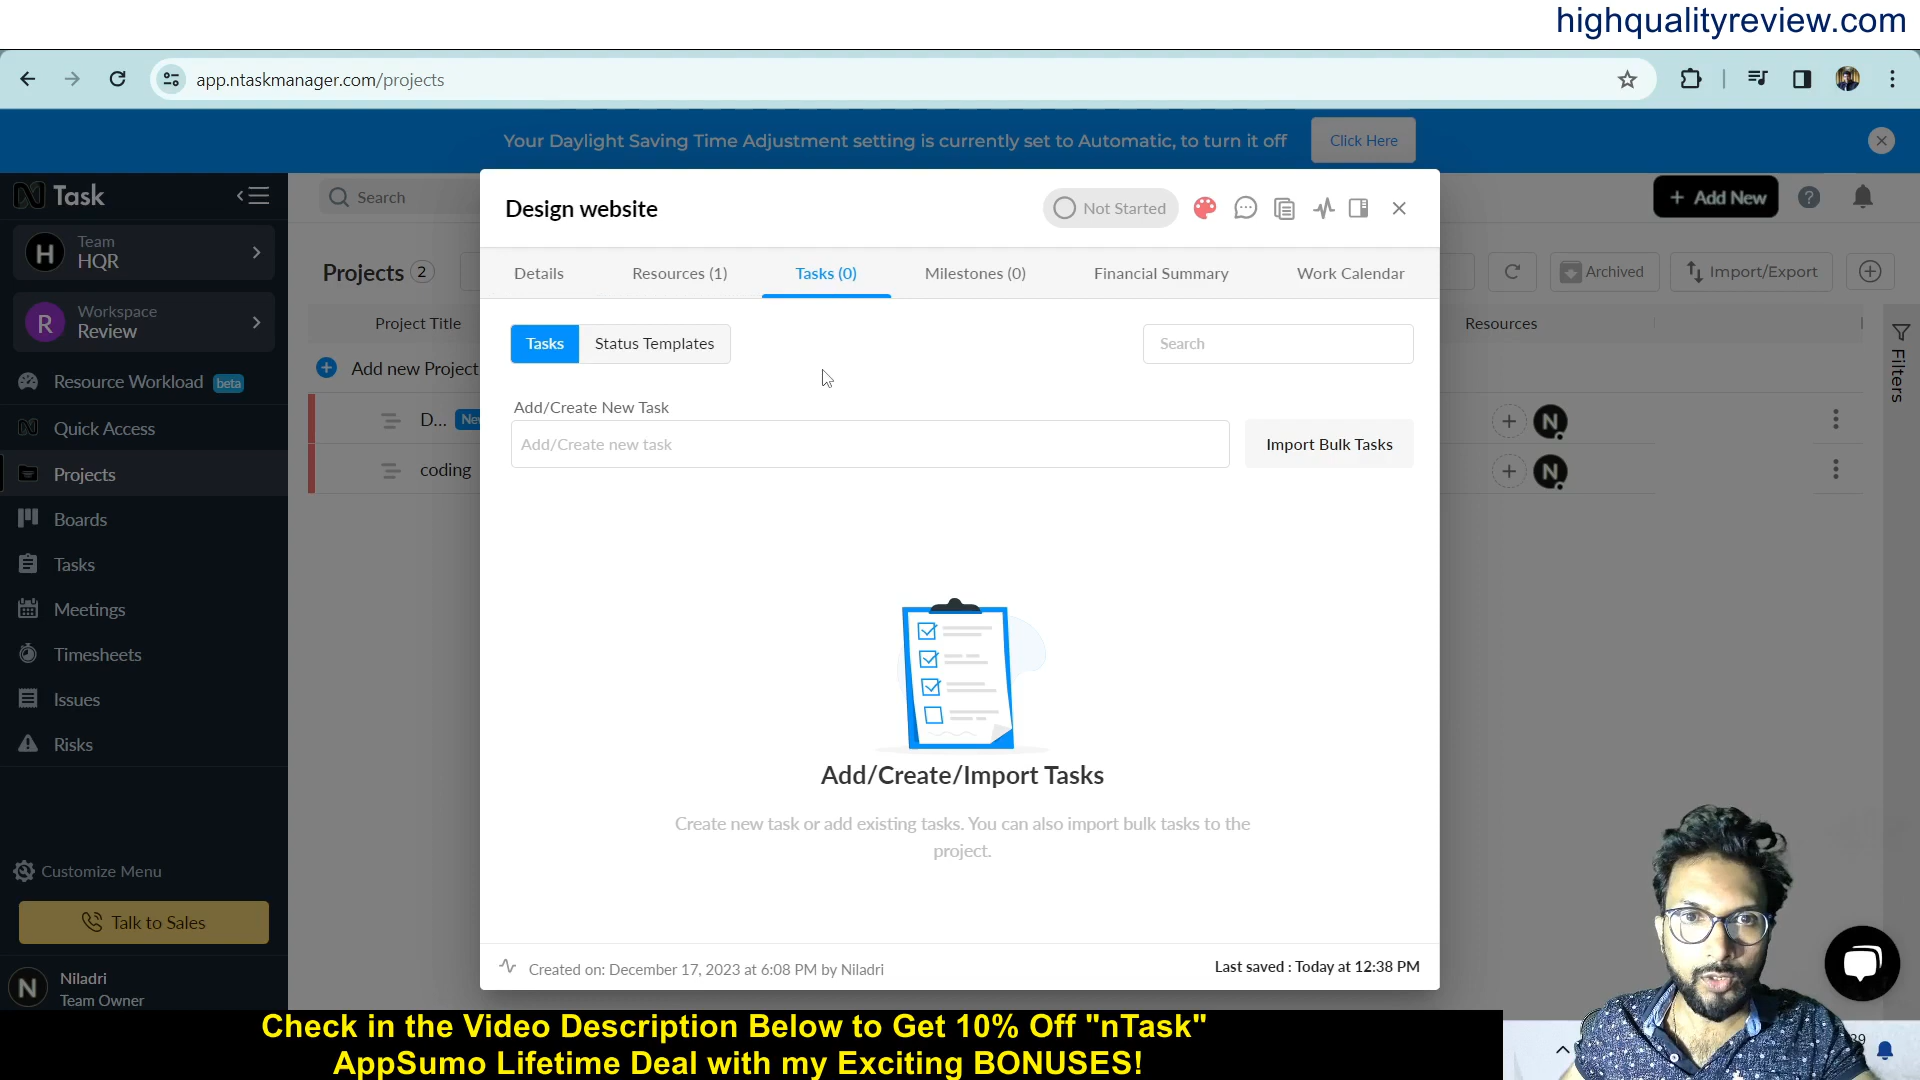 highqualityreview.com
app.ntaskmanager.com/projects
Your Daylight Saving Time Adjustment setting is currently set to Automatic, to turn it off
Click Here
Task
Search
Add New
Team
HQR
H
Workspace
Review
R
Resource Workload beta
Quick Access
Projects
Boards
Tasks
Meetings
Timesheets
Issues
Risks
Customize Menu
Talk to Sales
N
Niladri
Team Owner
Projects 2
Archived
Import/Export
Project Title
Resources
Filters
Add new Project
D... Ne
N
coding
N
Design website
Not Started
Details
Resources (1)
Tasks (0)
Milestones (0)
Financial Summary
Work Calendar
Tasks
Status Templates
Search
Add/Create New Task
Add/Create new task
Import Bulk Tasks
Add/Create/Import Tasks
Create new task or add existing tasks. You can also import bulk tasks to the
project.
Created on: December 17, 2023 at 6:08 PM by Niladri
Last saved : Today at 12:38 PM
Check in the Video Description Below to Get 10% Off "nTask"
AppSumo Lifetime Deal with my Exciting BONUSES!